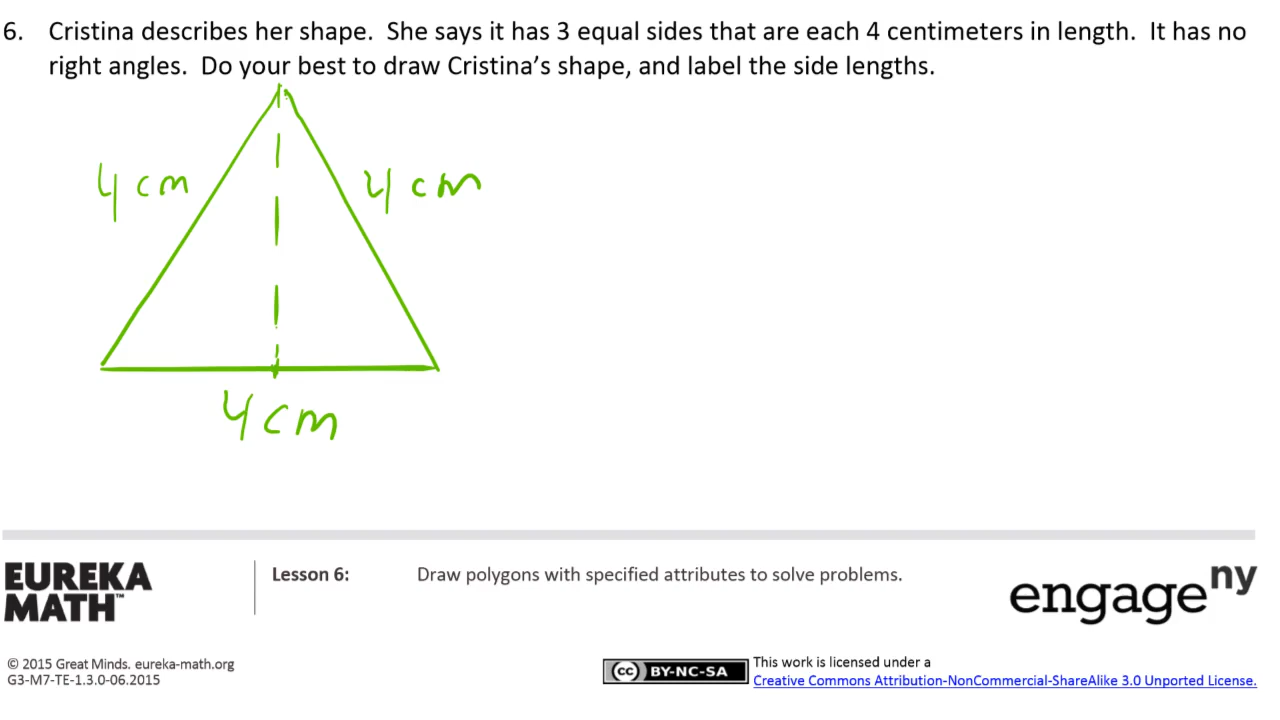 6. Cristina describes her shape. She says it has 3 equal sides that are each 4 centimeters in length. It has no
right angles. Do your best to draw Cristina's shape, and label the side lengths.
4 cm
4 cm
4 cm
EUREKA
MATH™
Lesson 6:
Draw polygons with specified attributes to solve problems.
engage ny
© 2015 Great Minds. eureka-math.org
G3-M7-TE-1.3.0-06.2015
cc BY-NC-SA
This work is licensed under a
Creative Commons Attribution-NonCommercial-ShareAlike 3.0 Unported License.